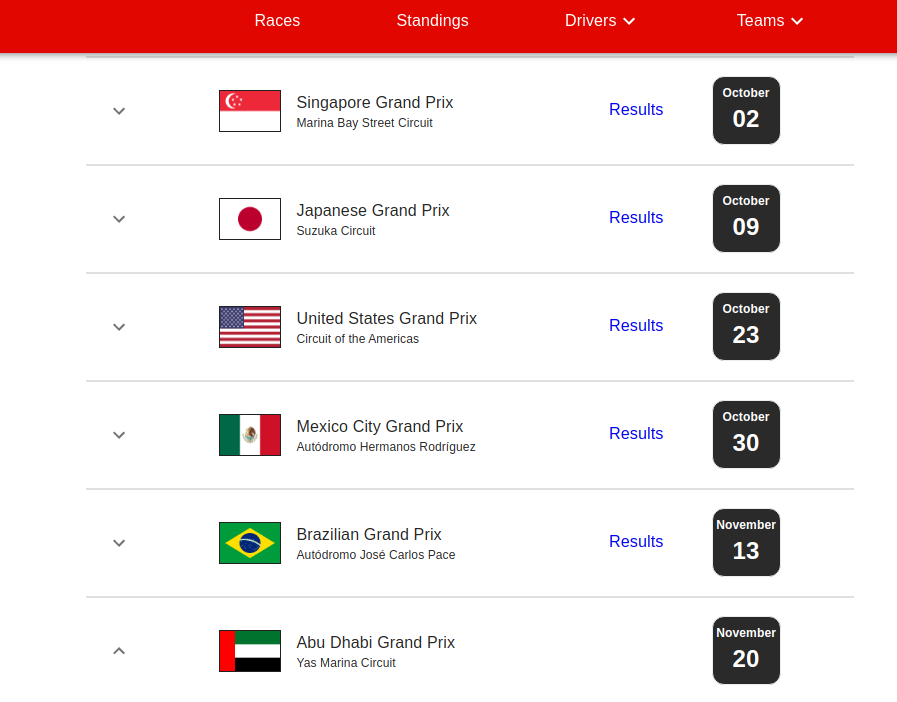 Races Standings Drivers Teams
Singapore Grand Prix
Marina Bay Street Circuit
Results
October
02
Japanese Grand Prix
Suzuka Circuit
Results
October
09
United States Grand Prix
Circuit of the Americas
Results
October
23
Mexico City Grand Prix
Autódromo Hermanos Rodríguez
Results
October
30
Brazilian Grand Prix
Autódromo José Carlos Pace
Results
November
13
Abu Dhabi Grand Prix
Yas Marina Circuit
November
20